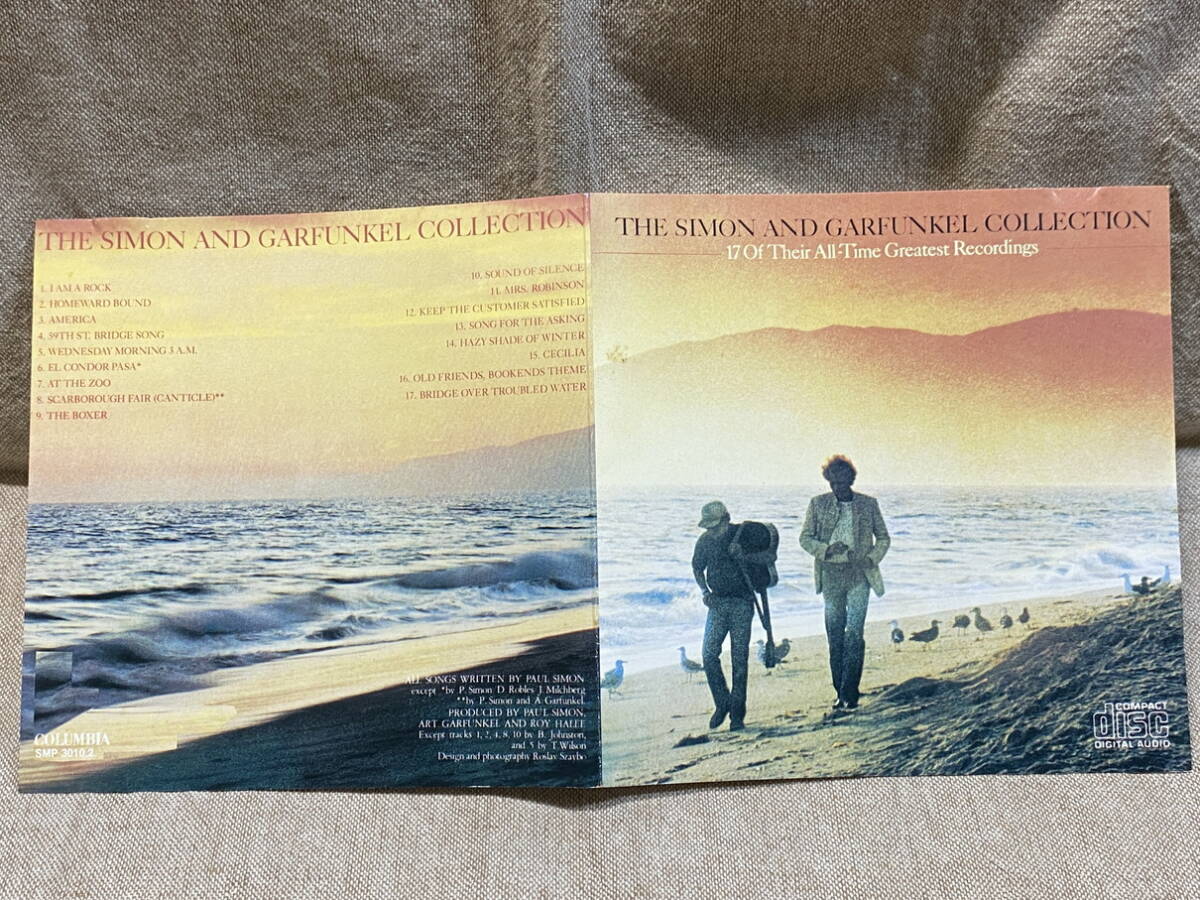 THE SIMON AND GARFUNKEL COLLECTION
1. I AM A ROCK
2. HOMEWARD BOUND
3. AMERICA
4. 59TH ST. BRIDGE SONG
5. WEDNESDAY MORNING 3 A.M.
6. EL CONDOR PASA*
7. AT THE ZOO
8. SCARBOROUGH FAIR (CANTICLE)**
9. THE BOXER
10. SOUND OF SILENCE
11. MRS. ROBINSON
12. KEEP THE CUSTOMER SATISFIED
13. SONG FOR THE ASKING
14. HAZY SHADE OF WINTER
15. CECILIA
16. OLD FRIENDS, BOOKENDS THEME
17. BRIDGE OVER TROUBLED WATER
ALL SONGS WRITTEN BY PAUL SIMON
except *by P. Simon D. Robles J. Milchberg
**by P. Simon and A. Garfunkel.
PRODUCED BY PAUL SIMON,
ART GARFUNKEL AND ROY HALEE
Except tracks 1, 2, 4, 8, 10 by B. Johnston,
and 5 by T. Wilson
Design and photography Roslav Szaybo
COLUMBIA
SMP 3010.2
THE SIMON AND GARFUNKEL COLLECTION
17 Of Their All-Time Greatest Recordings
COMPACT
disc
DIGITAL AUDIO